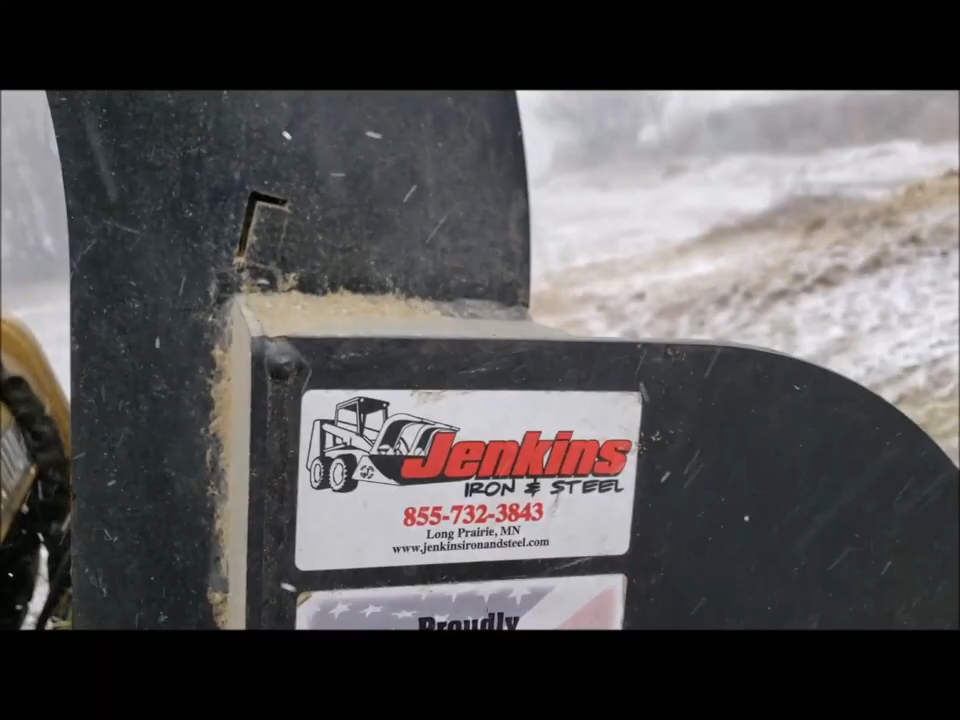 Jenkins
IRON & STEEL
855-732-3843
Long Prairie, MN
www.jenkinsironandsteel.com
Proudly